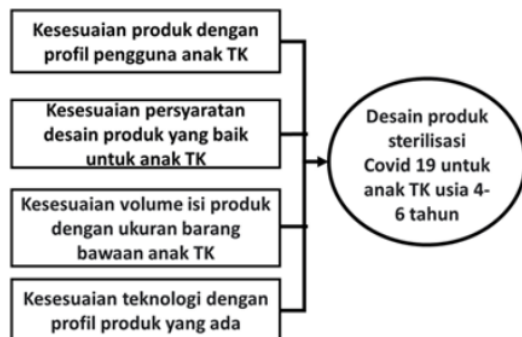 Kesesuaian produk dengan
profil pengguna anak TK
Kesesuaian persyaratan
desain produk yang baik
untuk anak TK
Kesesuaian volume isi produk
dengan ukuran barang
bawaan anak TK
Kesesuaian teknologi dengan
profil produk yang ada
Desain produk
sterilisasi
Covid 19 untuk
anak TK usia 4-
6 tahun